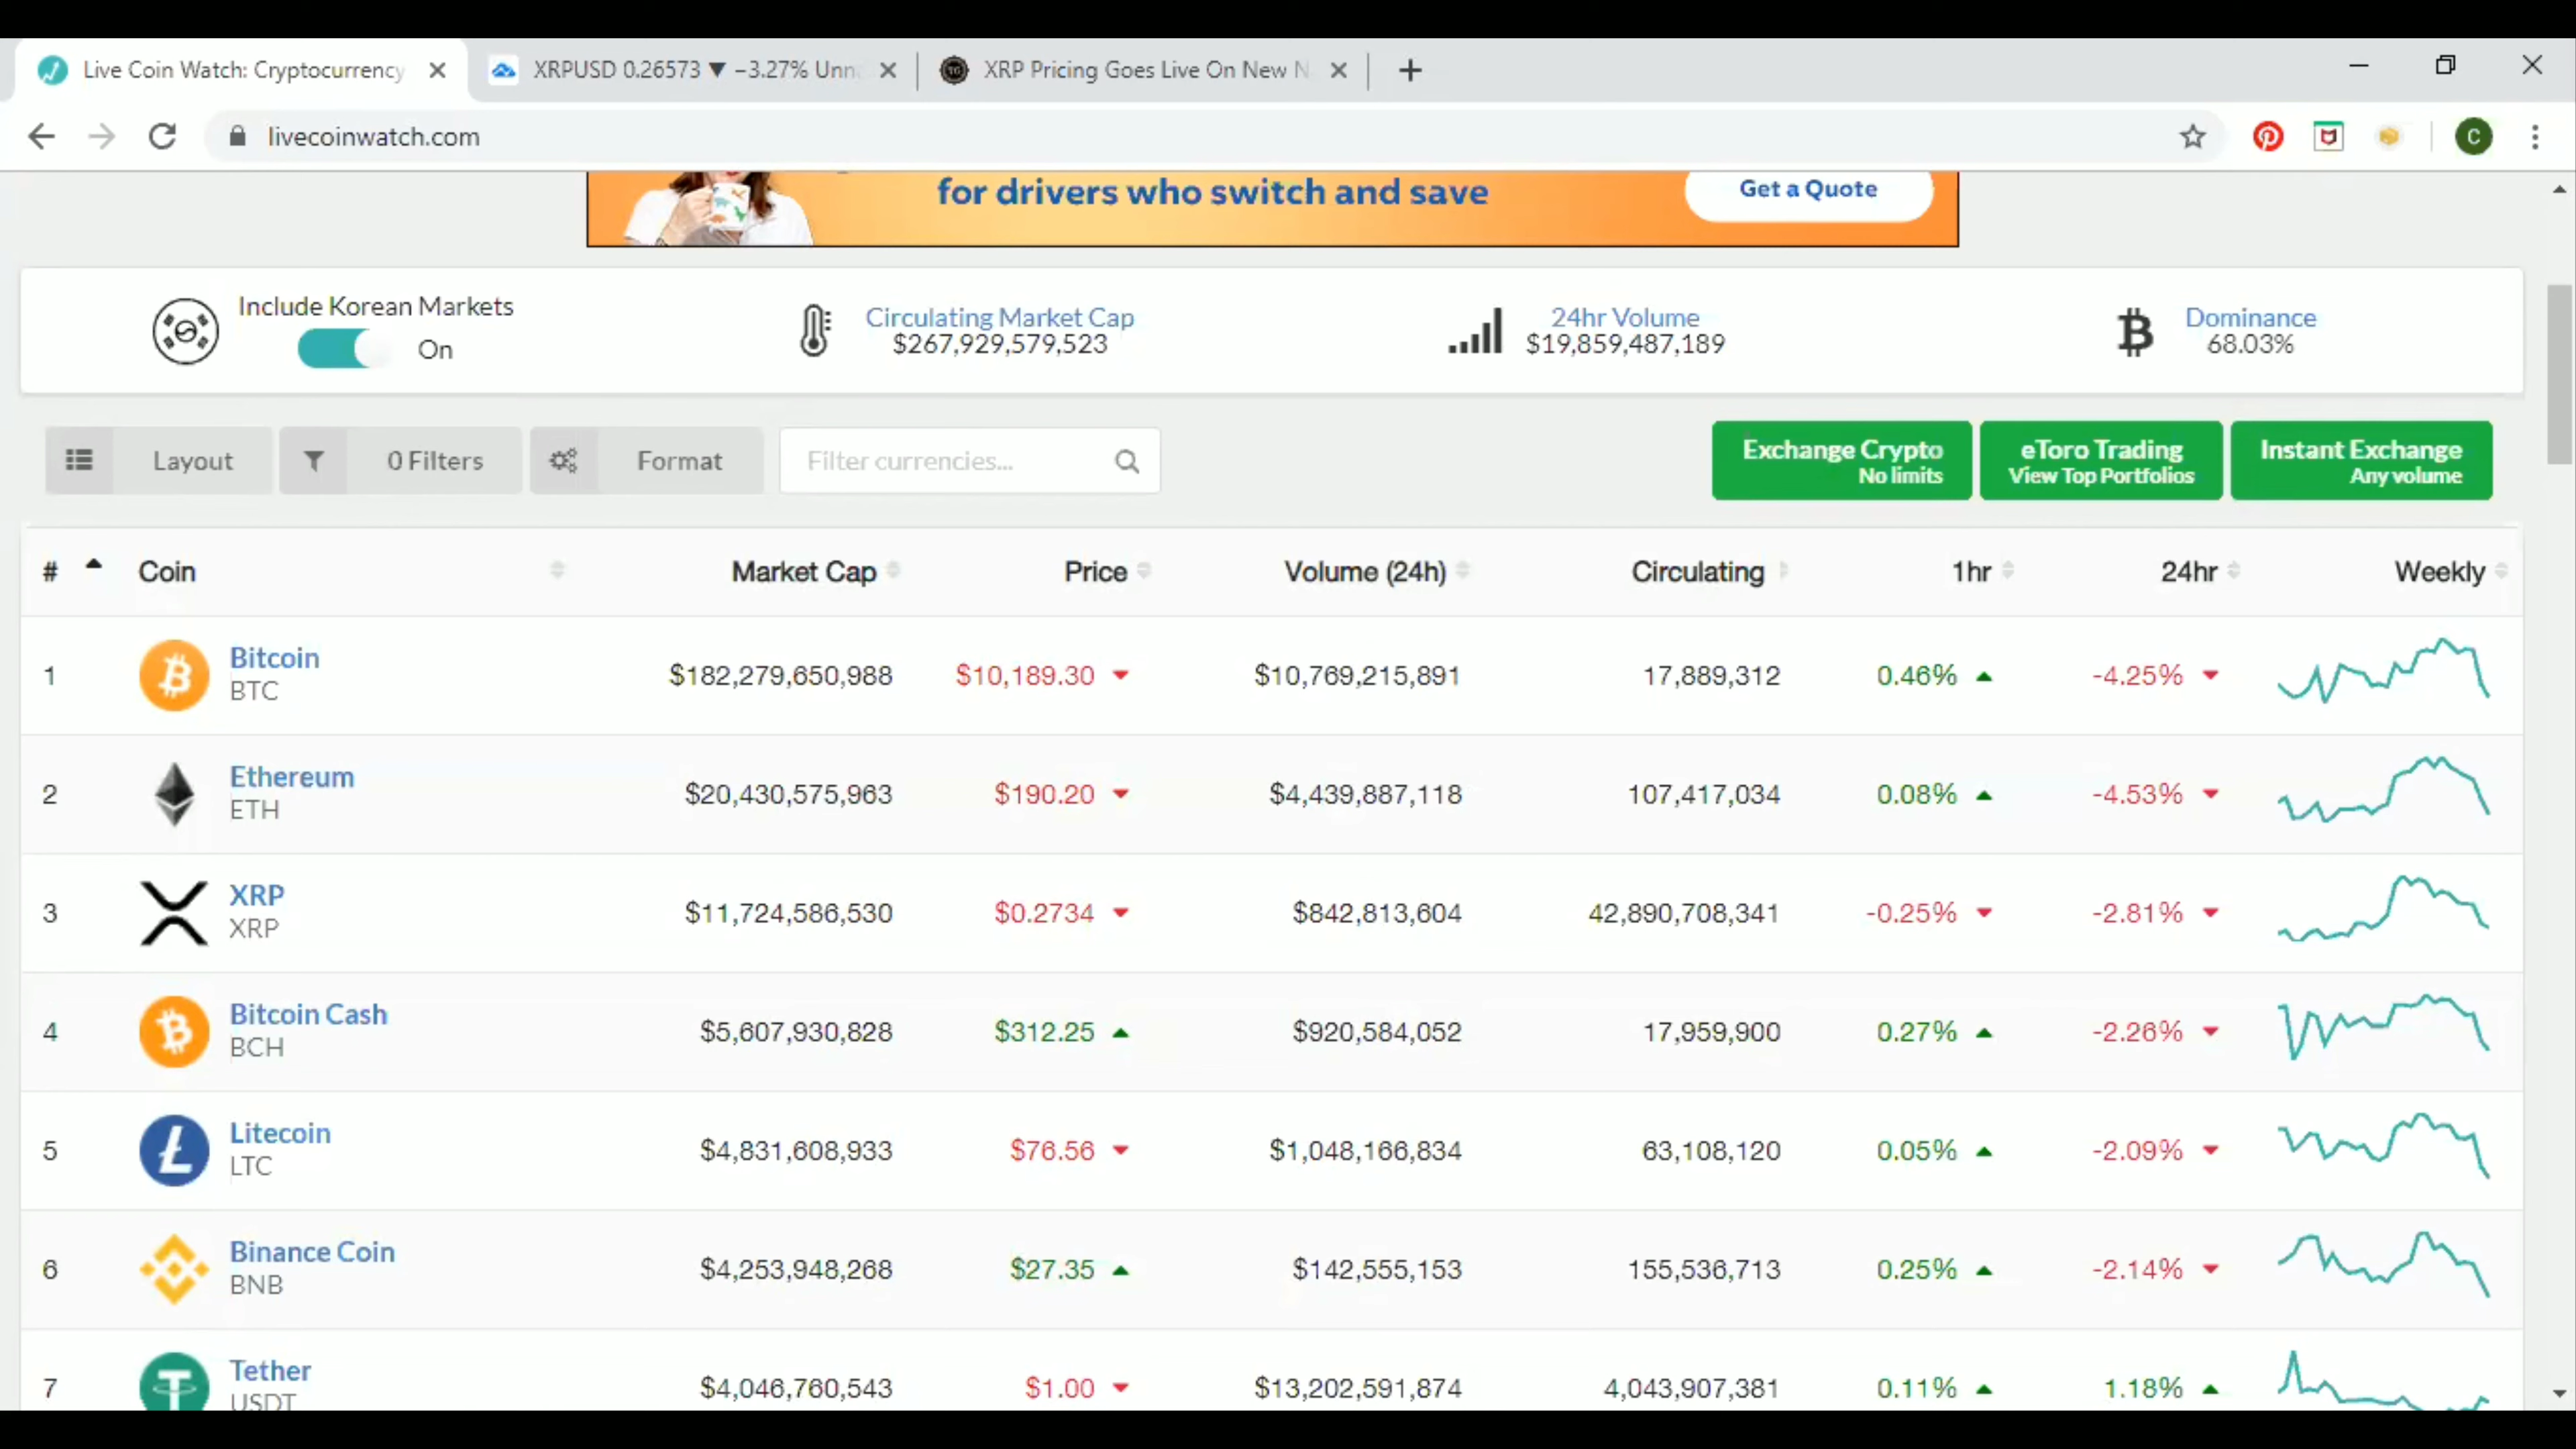 Live Coin Watch: Cryptocurrency
XRPUSD 0.26573 ▼ −3.27% Unn
XRP Pricing Goes Live On New N
livecoinwatch.com
C
for drivers who switch and save
Get a Quote
Include Korean Markets
On
Circulating Market Cap
$267,929,579,523
24hr Volume
$19,859,487,189
Dominance
68.03%
Layout
0 Filters
Format
Filter currencies...
Exchange Crypto
No limits
eToro Trading
View Top Portfolios
Instant Exchange
Any volume
# Coin Market Cap Price Volume (24h) Circulating 1hr 24hr Weekly
1 Bitcoin $182,279,650,988 $10,189.30 $10,769,215,891 17,889,312 0.46% -4.25%
BTC
2 Ethereum $20,430,575,963 $190.20 $4,439,887,118 107,417,034 0.08% -4.53%
ETH
3 XRP $11,724,586,530 $0.2734 $842,813,604 42,890,708,341 -0.25% -2.81%
XRP
4 Bitcoin Cash $5,607,930,828 $312.25 $920,584,052 17,959,900 0.27% -2.26%
BCH
5 Litecoin $4,831,608,933 $76.56 $1,048,166,834 63,108,120 0.05% -2.09%
LTC
6 Binance Coin $4,253,948,268 $27.35 $142,555,153 155,536,713 0.25% -2.14%
BNB
7 Tether $4,046,760,543 $1.00 $13,202,591,874 4,043,907,381 0.11% 1.18%
USDT